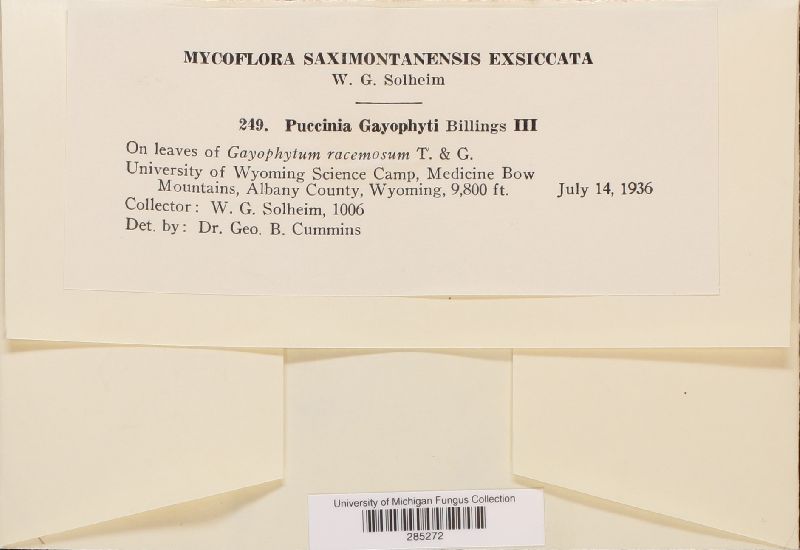 MYCOFLORA SAXIMONTANENSIS EXSICCATA
W. G. Solheim
249. Puccinia Gayophyti Billings III
On leaves of Gayophytum racemosum T. & G.
University of Wyoming Science Camp, Medicine Bow
Mountains, Albany County, Wyoming, 9,800 ft. July 14, 1936
Collector: W. G. Solheim, 1006
Det. by: Dr. Geo. B. Cummins
University of Michigan Fungus Collection
285272